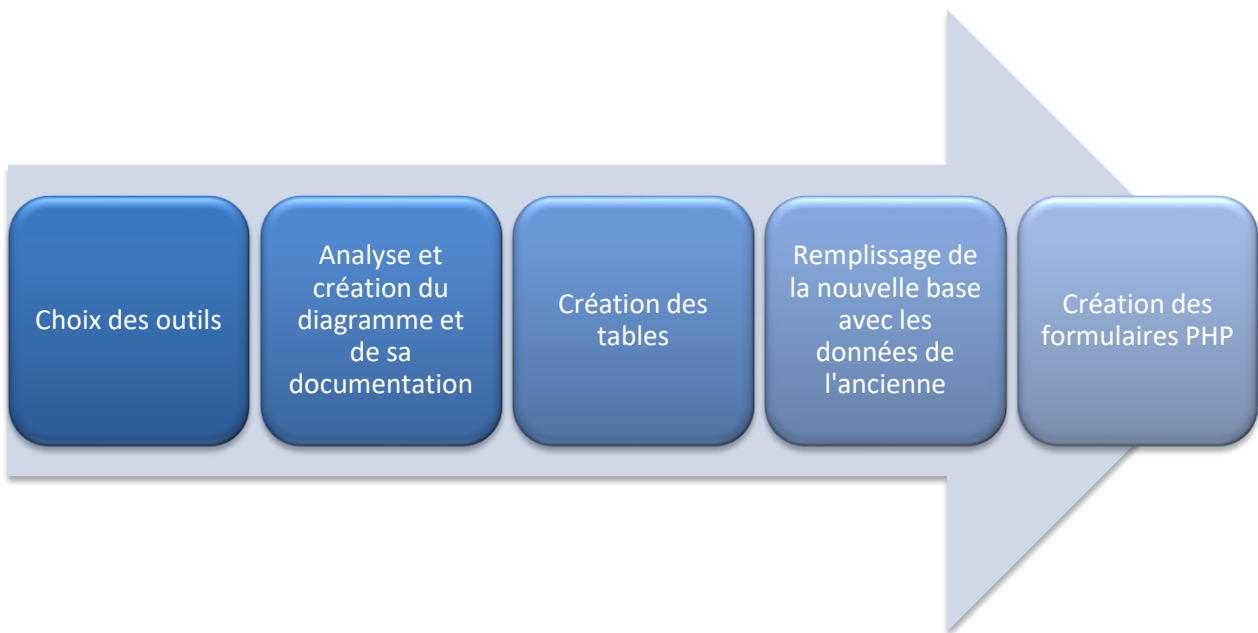 Choix des outils
Analyse et
création du
diagramme et
de sa
documentation
Création des
tables
Remplissage de
la nouvelle base
avec les
données de
l'ancienne
Création des
formulaires PHP